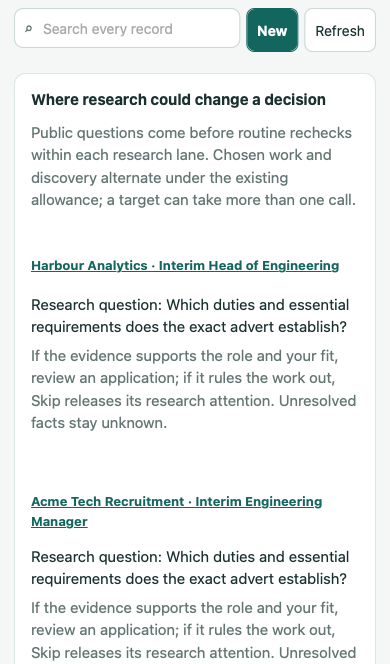 Search every record
New
Refresh
Where research could change a decision
Public questions come before routine rechecks
within each research lane. Chosen work and
discovery alternate under the existing
allowance; a target can take more than one call.
Harbour Analytics · Interim Head of Engineering
Research question: Which duties and essential
requirements does the exact advert establish?
If the evidence supports the role and your fit,
review an application; if it rules the work out,
Skip releases its research attention. Unresolved
facts stay unknown.
Acme Tech Recruitment · Interim Engineering
Manager
Research question: Which duties and essential
requirements does the exact advert establish?
If the evidence supports the role and your fit,
review an application; if it rules the work out,
Skip releases its research attention. Unresolved